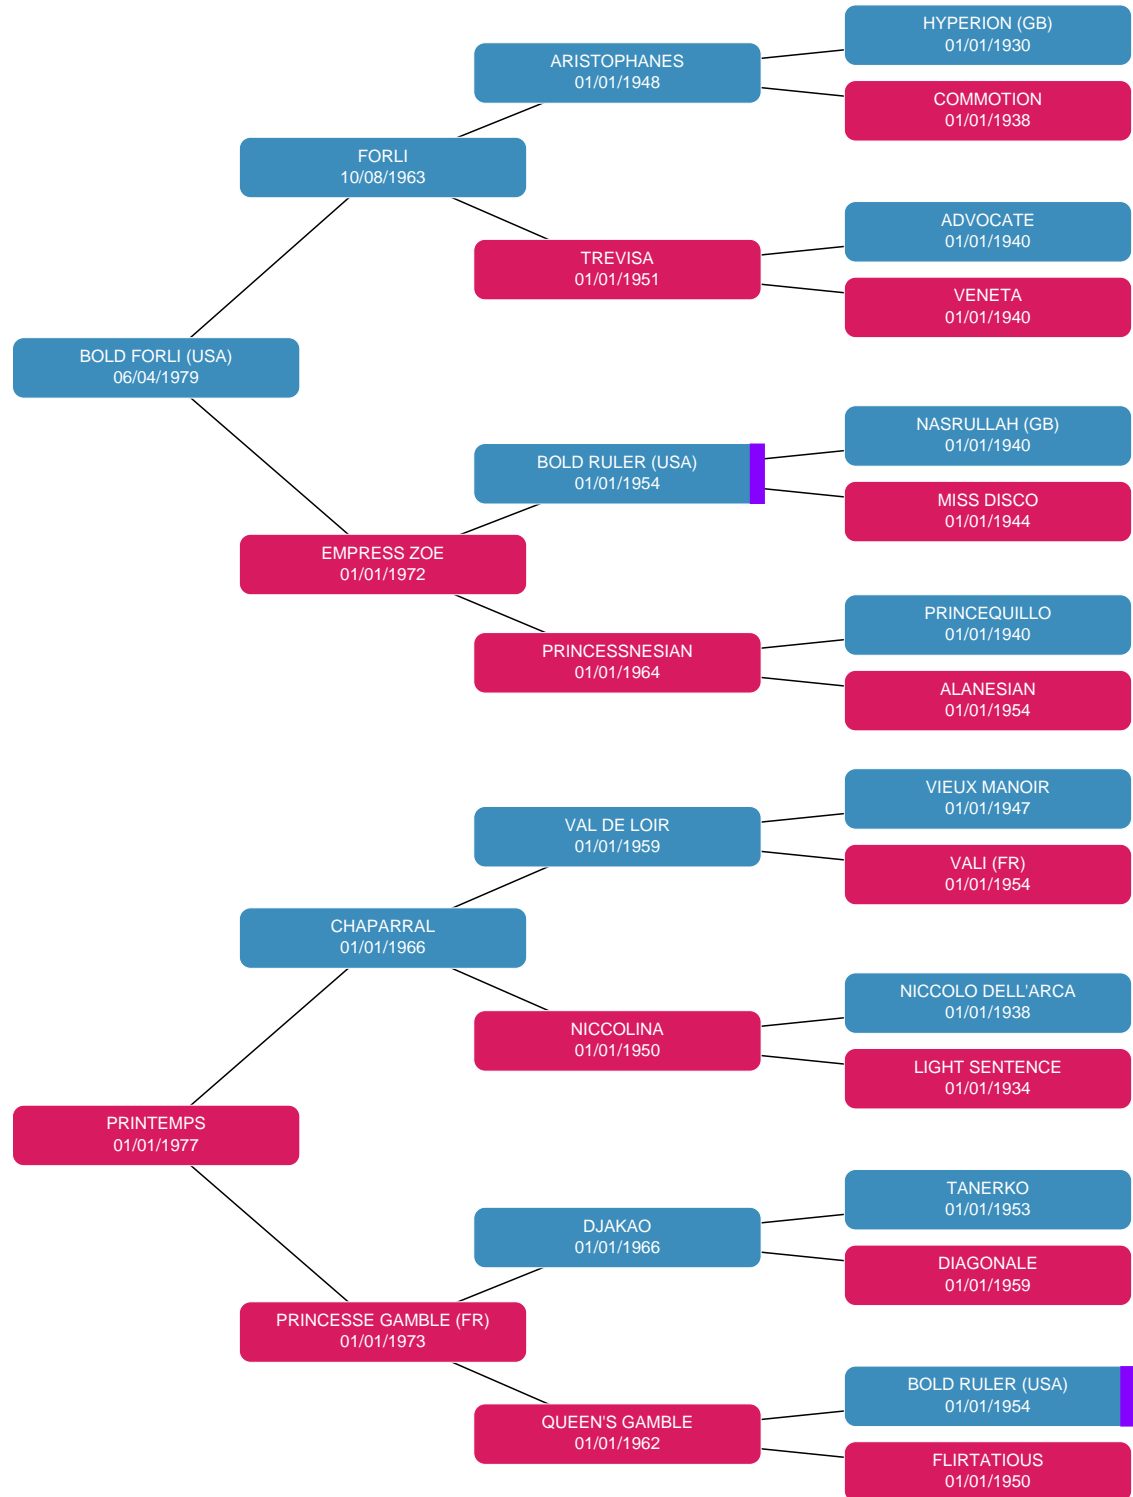 HYPERION (GB)
01/01/1930
ARISTOPHANES
01/01/1948
COMMOTION
01/01/1938
FORLI
10/08/1963
ADVOCATE
01/01/1940
TREVISA
01/01/1951
VENETA
01/01/1940
BOLD FORLI (USA)
06/04/1979
NASRULLAH (GB)
01/01/1940
BOLD RULER (USA)
01/01/1954
MISS DISCO
01/01/1944
EMPRESS ZOE
01/01/1972
PRINCEQUILLO
01/01/1940
PRINCESSNESIAN
01/01/1964
ALANESIAN
01/01/1954
VIEUX MANOIR
01/01/1947
VAL DE LOIR
01/01/1959
VALI (FR)
01/01/1954
CHAPARRAL
01/01/1966
NICCOLO DELL'ARCA
01/01/1938
NICCOLINA
01/01/1950
LIGHT SENTENCE
01/01/1934
PRINTEMPS
01/01/1977
TANERKO
01/01/1953
DJAKAO
01/01/1966
DIAGONALE
01/01/1959
PRINCESSE GAMBLE (FR)
01/01/1973
BOLD RULER (USA)
01/01/1954
QUEEN'S GAMBLE
01/01/1962
FLIRTATIOUS
01/01/1950